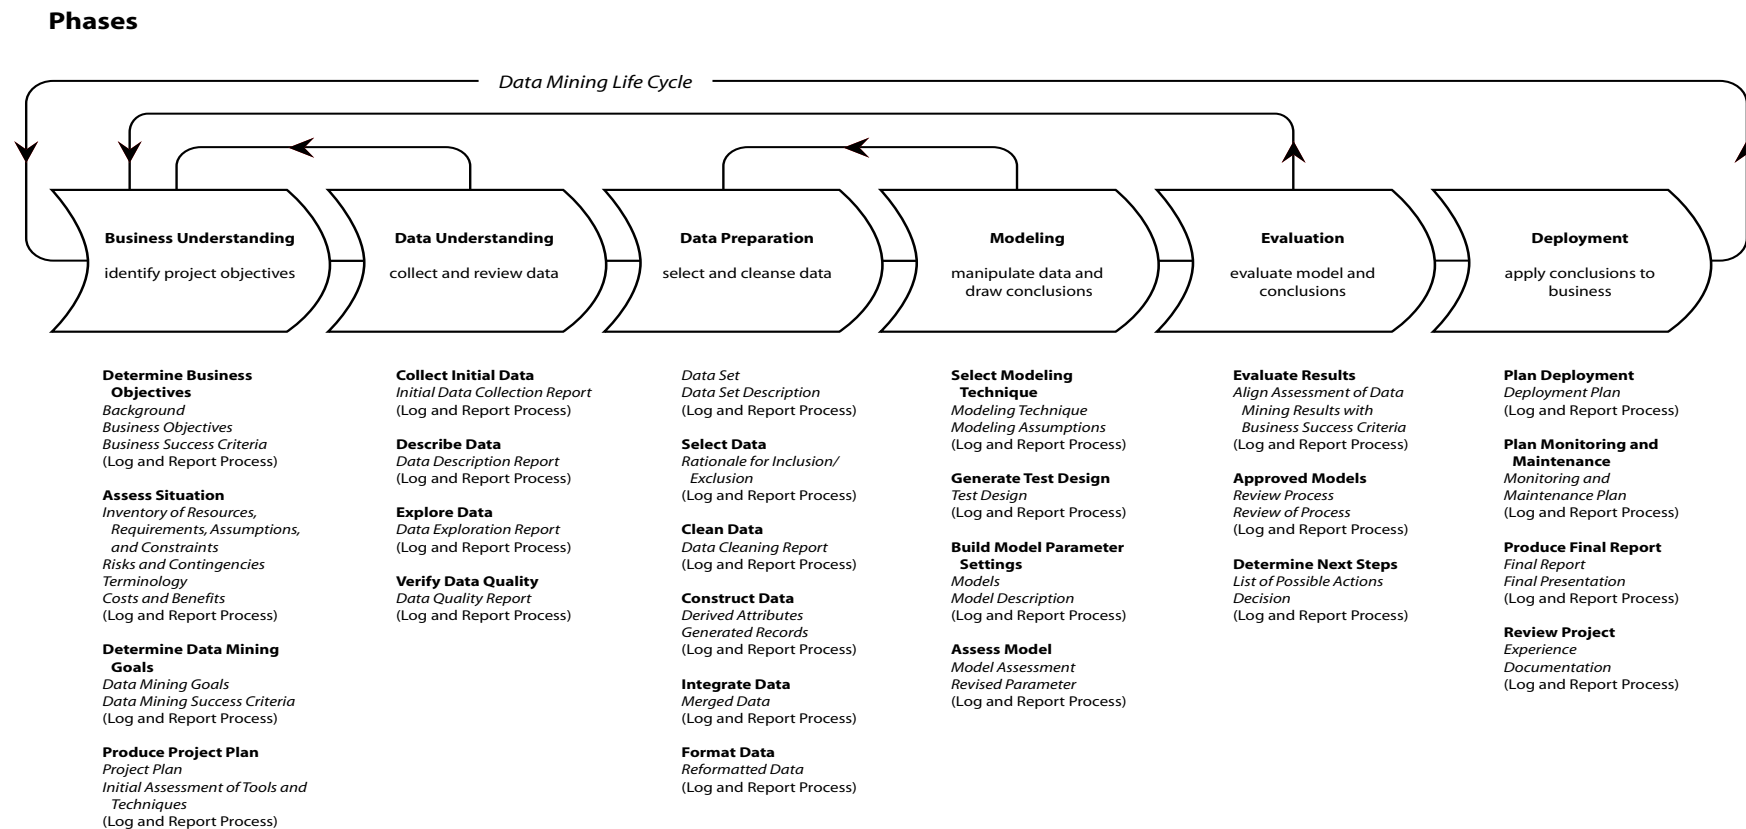 Phases
Data Mining Life Cycle
Business Understanding
identify project objectives
Data Understanding
collect and review data
Data Preparation
select and cleanse data
Modeling
manipulate data and
draw conclusions
Evaluation
evaluate model and
conclusions
Deployment
apply conclusions to
business
Determine Business
Objectives
Background
Business Objectives
Business Success Criteria
(Log and Report Process)
Assess Situation
Inventory of Resources,
Requirements, Assumptions,
and Constraints
Risks and Contingencies
Terminology
Costs and Benefits
(Log and Report Process)
Determine Data Mining
Goals
Data Mining Goals
Data Mining Success Criteria
(Log and Report Process)
Produce Project Plan
Project Plan
Initial Assessment of Tools and
Techniques
(Log and Report Process)
Collect Initial Data
Initial Data Collection Report
(Log and Report Process)
Describe Data
Data Description Report
(Log and Report Process)
Explore Data
Data Exploration Report
(Log and Report Process)
Verify Data Quality
Data Quality Report
(Log and Report Process)
Data Set
Data Set Description
(Log and Report Process)
Select Data
Rationale for Inclusion/
Exclusion
(Log and Report Process)
Clean Data
Data Cleaning Report
(Log and Report Process)
Construct Data
Derived Attributes
Generated Records
(Log and Report Process)
Integrate Data
Merged Data
(Log and Report Process)
Format Data
Reformatted Data
(Log and Report Process)
Select Modeling
Technique
Modeling Technique
Modeling Assumptions
(Log and Report Process)
Generate Test Design
Test Design
(Log and Report Process)
Build Model Parameter
Settings
Models
Model Description
(Log and Report Process)
Assess Model
Model Assessment
Revised Parameter
(Log and Report Process)
Evaluate Results
Align Assessment of Data
Mining Results with
Business Success Criteria
(Log and Report Process)
Approved Models
Review Process
Review of Process
(Log and Report Process)
Determine Next Steps
List of Possible Actions
Decision
(Log and Report Process)
Plan Deployment
Deployment Plan
(Log and Report Process)
Plan Monitoring and
Maintenance
Monitoring and
Maintenance Plan
(Log and Report Process)
Produce Final Report
Final Report
Final Presentation
(Log and Report Process)
Review Project
Experience
Documentation
(Log and Report Process)